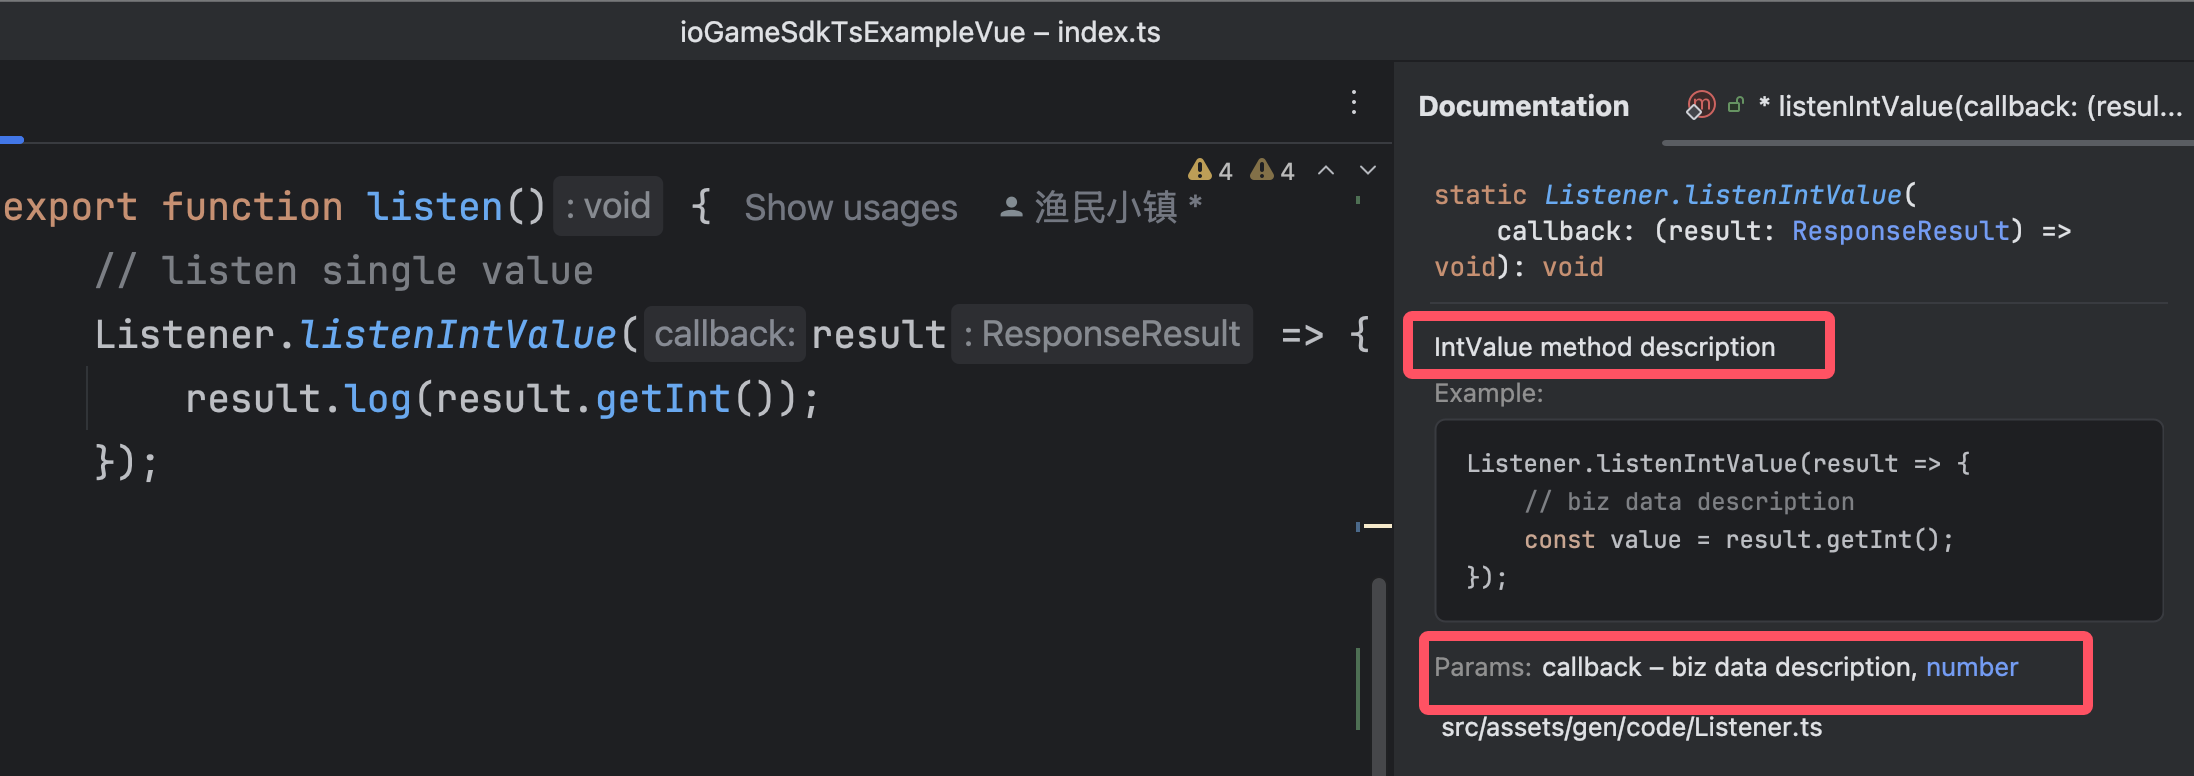 ioGameSdkTsExampleVue – index.ts
4 4
export function listen() : void { Show usages 渔民小镇 *
// listen single value
Listener.listenIntValue( callback: result : ResponseResult => {
result.log(result.getInt());
});
Documentation
* listenIntValue(callback: (resul...
static Listener.listenIntValue(
callback: (result: ResponseResult) =>
void): void
IntValue method description
Example:
Listener.listenIntValue(result => {
// biz data description
const value = result.getInt();
});
Params: callback – biz data description, number
src/assets/gen/code/Listener.ts